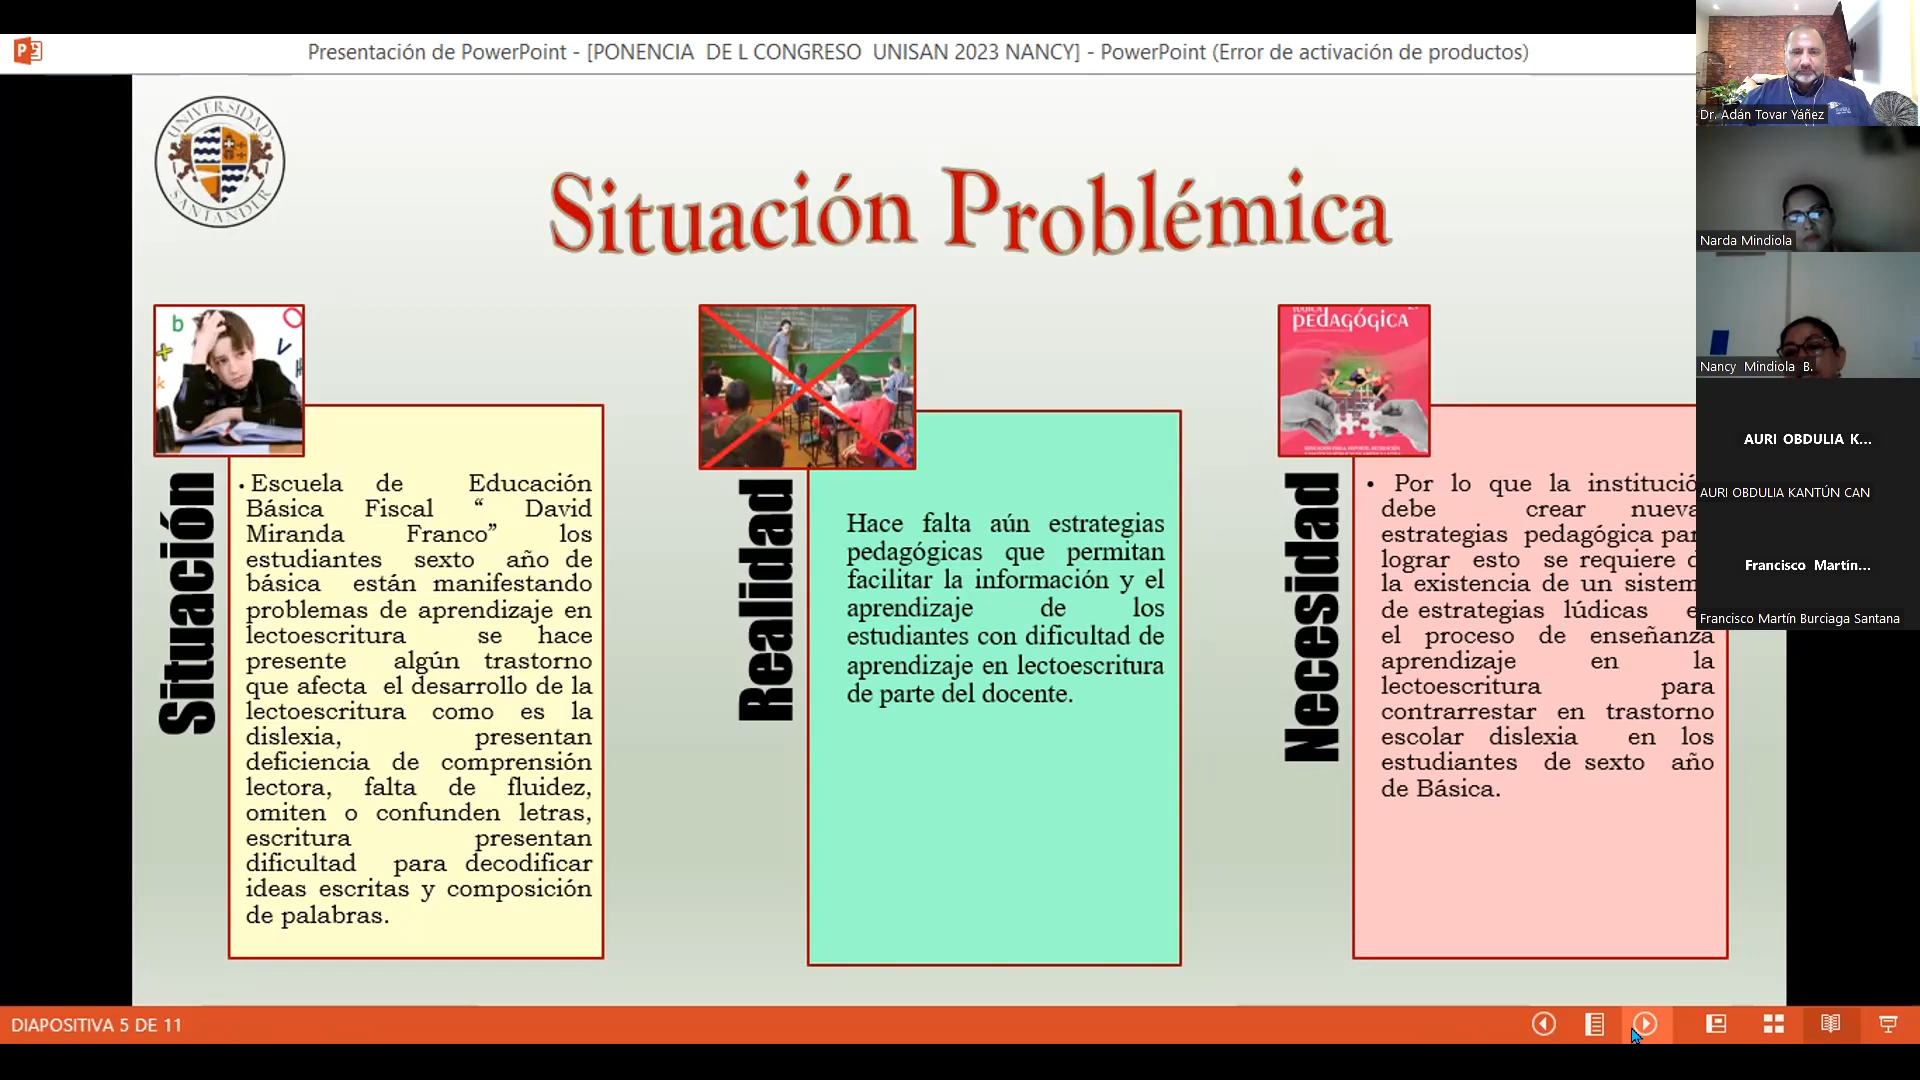 Presentación de PowerPoint - [PONENCIA DE L CONGRESO UNISAN 2023 NANCY] - PowerPoint (Error de activación de productos)
UNIVERSIDAD
SANTANDER
Situación Problémica
Situación
• Escuela de Educación
Básica Fiscal “ David
Miranda Franco” los
estudiantes sexto año de
básica están manifestando
problemas de aprendizaje en
lectoescritura se hace
presente algún trastorno
que afecta el desarrollo de la
lectoescritura como es la
dislexia, presentan
deficiencia de comprensión
lectora, falta de fluidez,
omiten o confunden letras,
escritura presentan
dificultad para decodificar
ideas escritas y composición
de palabras.
Realidad
Hace falta aún estrategias
pedagógicas que permitan
facilitar la información y el
aprendizaje de los
estudiantes con dificultad de
aprendizaje en lectoescritura
de parte del docente.
pedagógica
Necesidad
• Por lo que la institució
debe crear nueva
estrategias pedagógica par
lograr esto se requiere
la existencia de un sistem
de estrategias lúdicas
el proceso de enseñanza
aprendizaje en la
lectoescritura para
contrarrestar en trastorno
escolar dislexia en los
estudiantes de sexto año
de Básica.
Dr. Adán Tovar Yáñez
Narda Mindiola
Nancy Mindiola B.
AURI OBDULIA K...
AURI OBDULIA KANTÚN CAN
Francisco Martín...
Francisco Martín Burciaga Santana
DIAPOSITIVA 5 DE 11